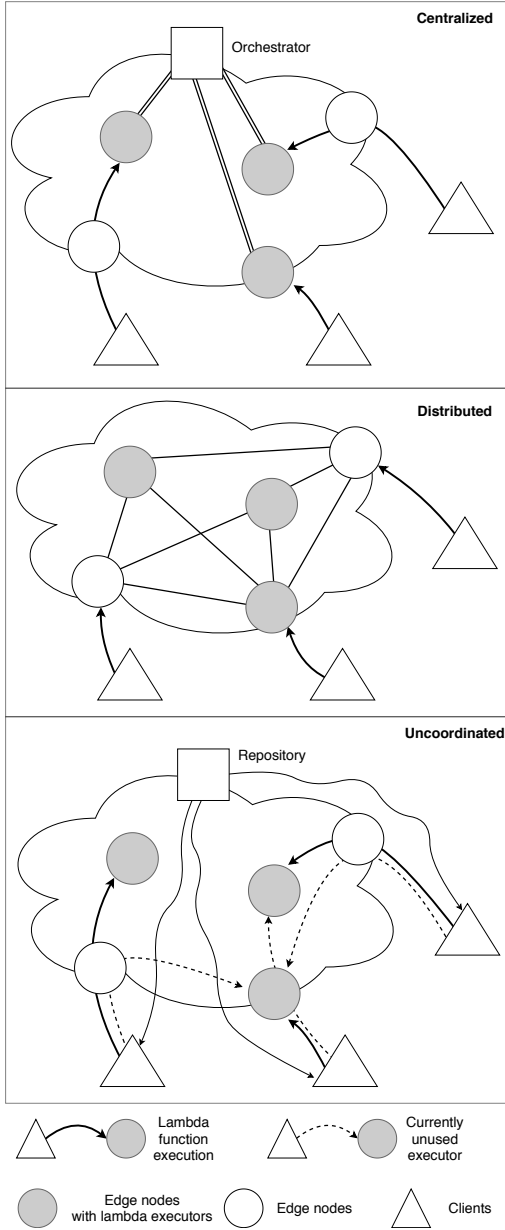 Centralized
Orchestrator
Distributed
Uncoordinated
Repository
Lambda
function
execution
Currently
unused
executor
Edge nodes
with lambda executors
Edge nodes
Clients